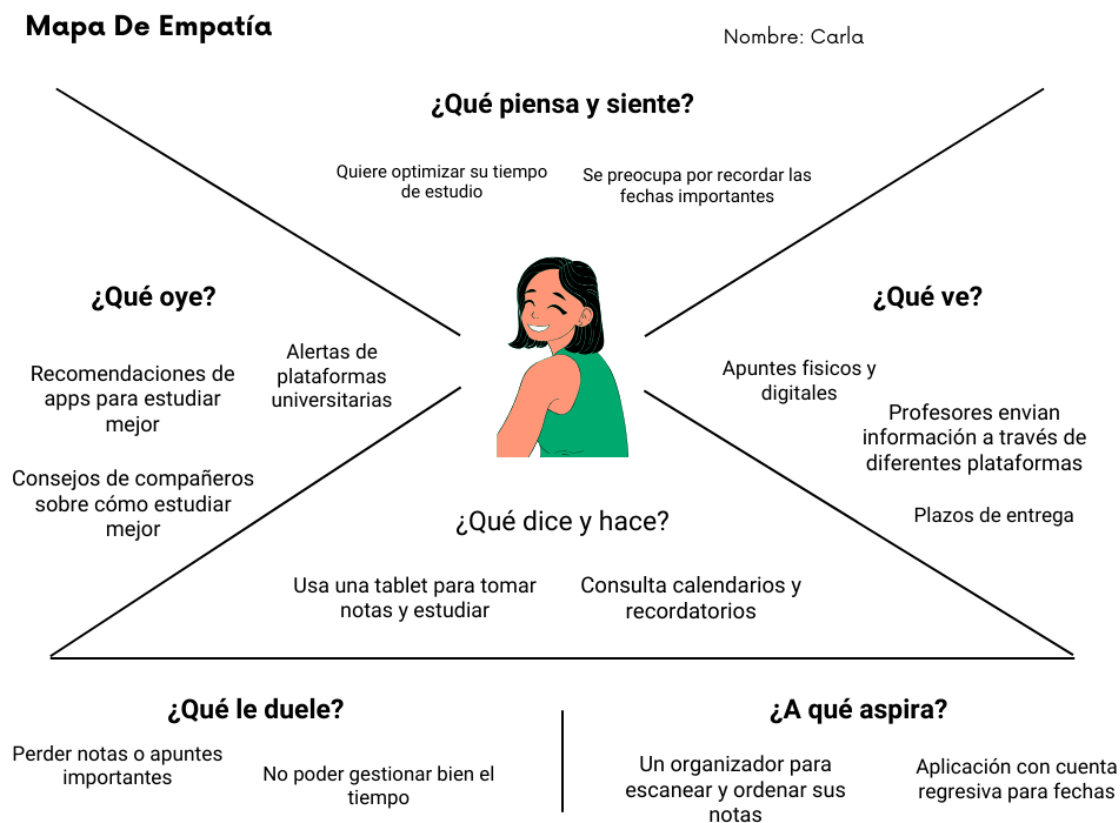 Mapa De Empatía
Nombre: Carla
¿Qué piensa y siente?
Quiere optimizar su tiempo
de estudio
Se preocupa por recordar las
fechas importantes
¿Qué oye?
Recomendaciones de
apps para estudiar
mejor
Alertas de
plataformas
universitarias
Consejos de compañeros
sobre cómo estudiar
mejor
¿Qué ve?
Apuntes fisicos y
digitales
Profesores envian
información a través de
diferentes plataformas
Plazos de entrega
¿Qué dice y hace?
Usa una tablet para tomar
notas y estudiar
Consulta calendarios y
recordatorios
¿Qué le duele?
Perder notas o apuntes
importantes
No poder gestionar bien el
tiempo
¿A qué aspira?
Un organizador para
escanear y ordenar sus
notas
Aplicación con cuenta
regresiva para fechas